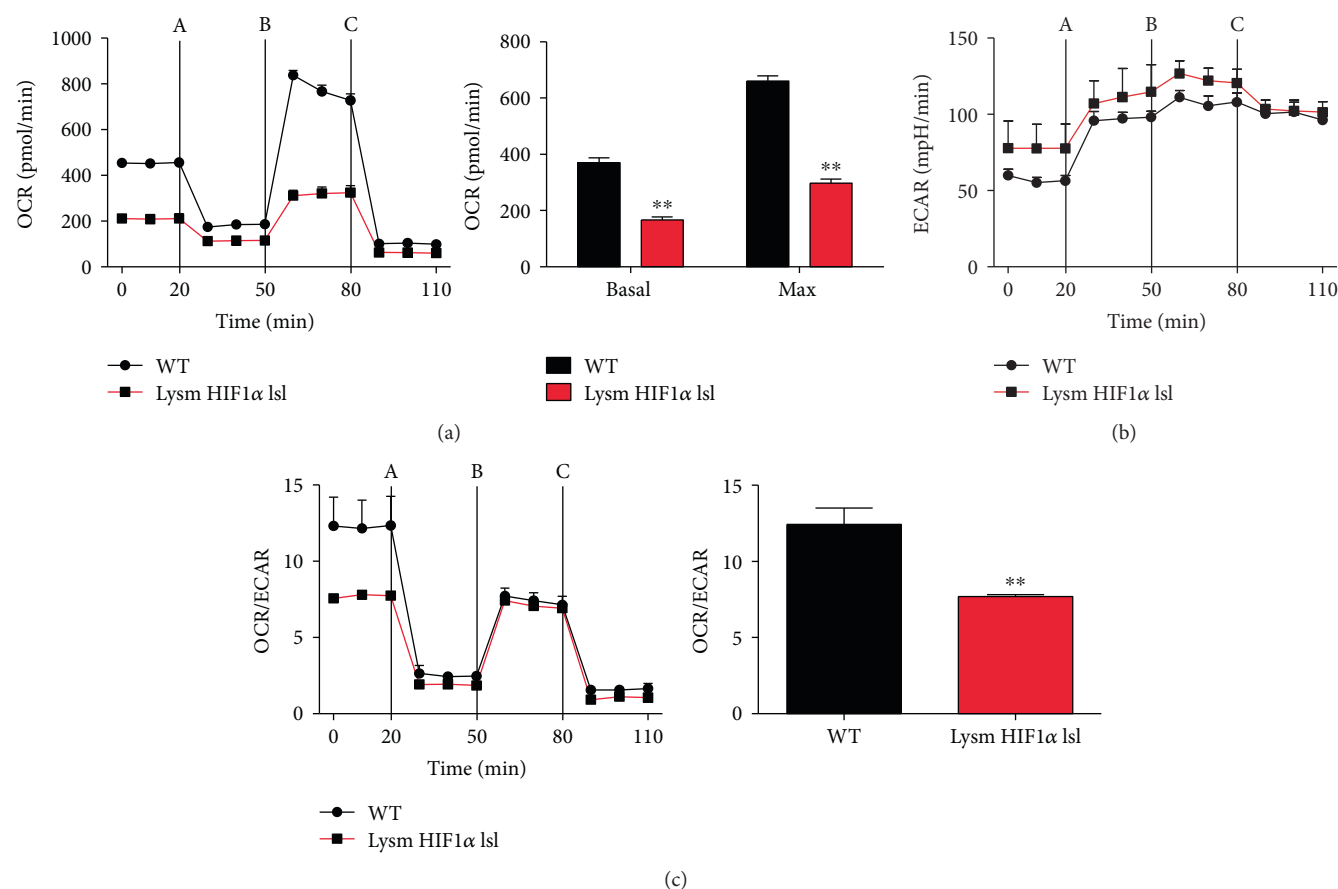 A B C
1000
800
600
400
200
0
OCR (pmol/min)
0 20 50 80 110
Time (min)
WT
Lysm HIF1α lsl
800
600
400
200
0
OCR (pmol/min)
**
**
Basal Max
WT
Lysm HIF1α lsl
(a)
A B C
150
100
50
0
ECAR (mpH/min)
0 20 50 80 110
Time (min)
WT
Lysm HIF1α lsl
(b)
A B C
15
10
5
0
OCR/ECAR
0 20 50 80 110
Time (min)
WT
Lysm HIF1α lsl
15
10
5
0
OCR/ECAR
**
WT Lysm HIF1α lsl
(c)